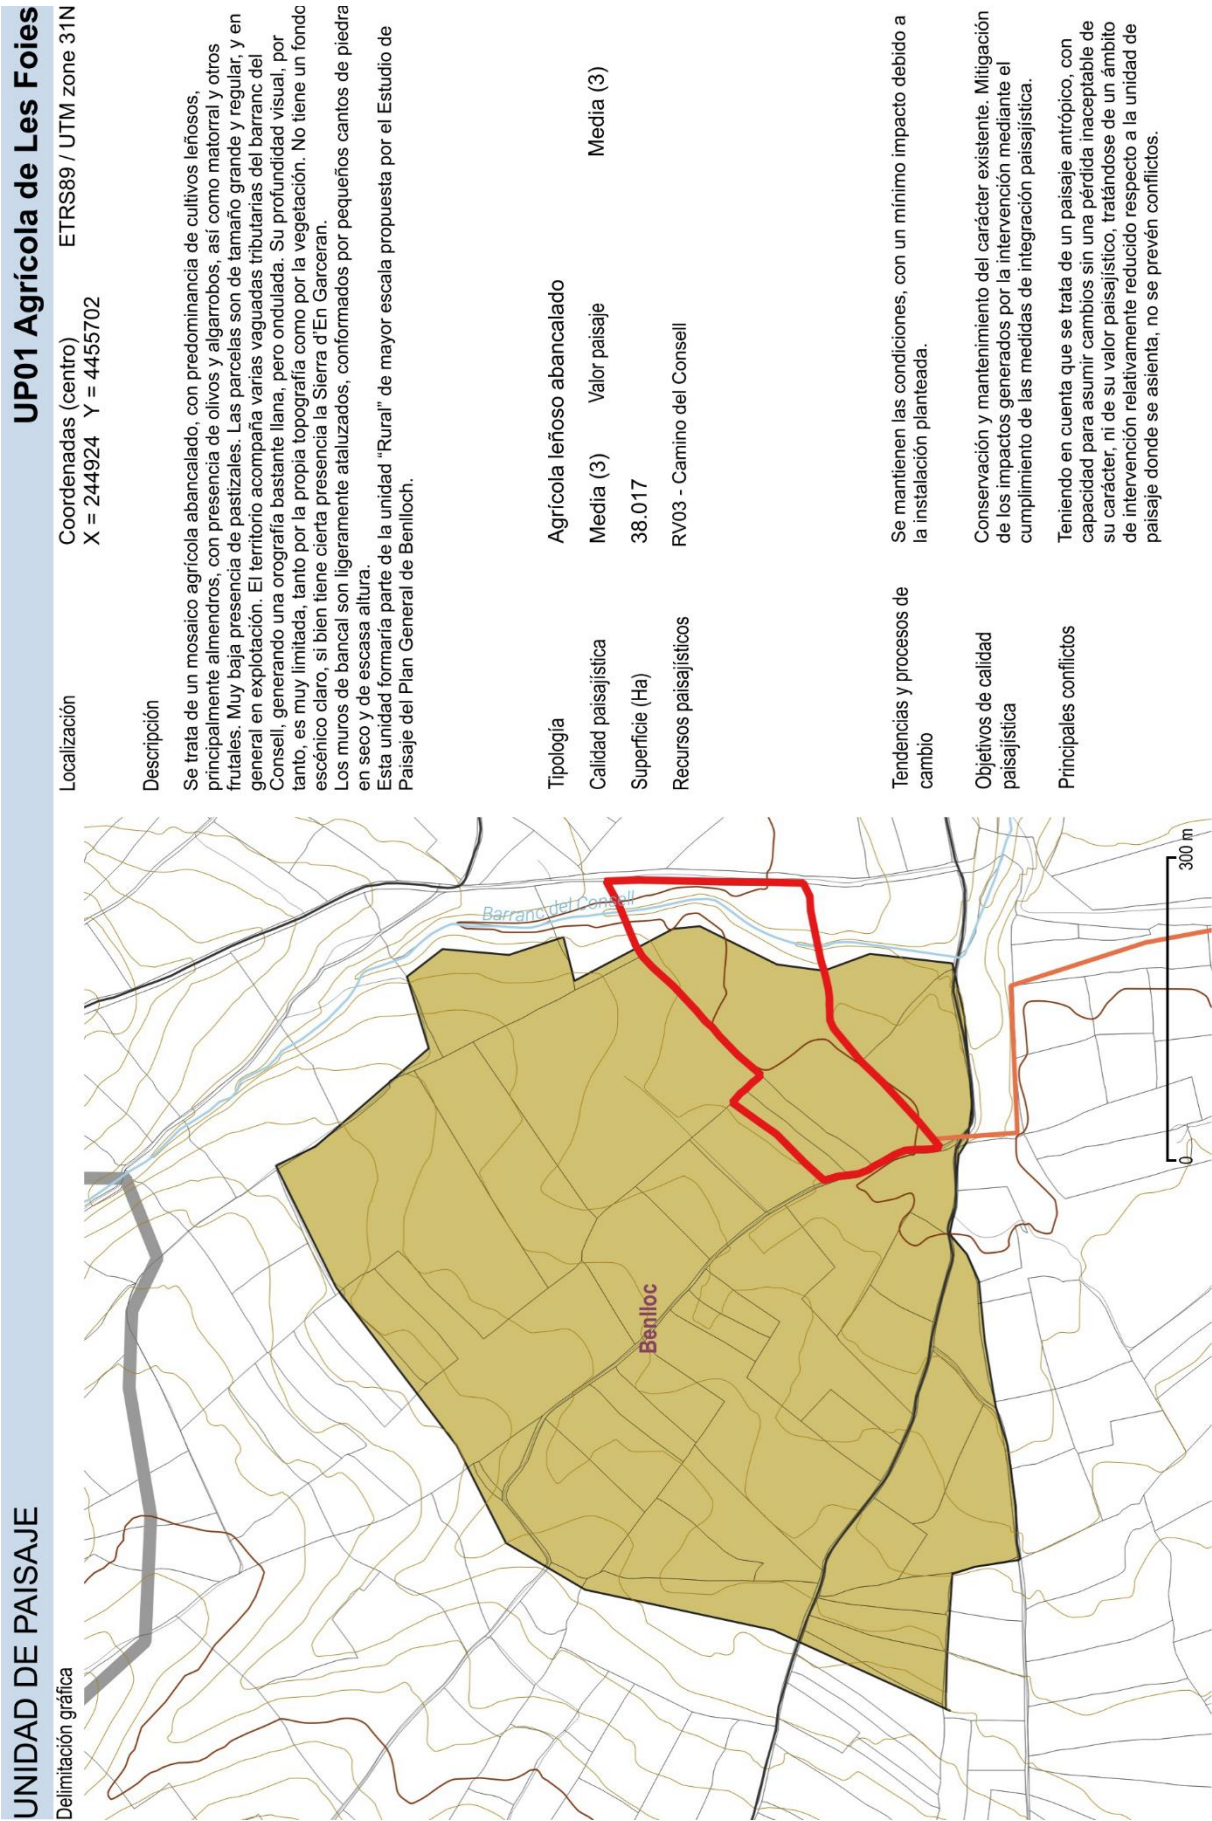 UNIDAD DE PAISAJE
UP01 Agrícola de Les Foies
Delimitación gráfica
Barranc del Consell
Benlloc
0
300 m
Localización
Coordenadas (centro)
ETRS89 / UTM zone 31N
X = 244924 Y = 4455702
Descripción
Se trata de un mosaico agrícola abancalado, con predominancia de cultivos leñosos,
principalmente almendros, con presencia de olivos y algarrobos, así como matorral y otros
frutales. Muy baja presencia de pastizales. Las parcelas son de tamaño grande y regular, y en
general en explotación. El territorio acompaña varias vaguadas tributarias del barranc del
Consell, generando una orografía bastante llana, pero ondulada. Su profundidad visual, por
tanto, es muy limitada, tanto por la propia topografía como por la vegetación. No tiene un fondo
escénico claro, si bien tiene cierta presencia la Sierra d'En Garceran.
Los muros de bancal son ligeramente ataluzados, conformados por pequeños cantos de piedra
en seco y de escasa altura.
Esta unidad formaría parte de la unidad “Rural” de mayor escala propuesta por el Estudio de
Paisaje del Plan General de Benlloch.
Tipología
Agrícola leñoso abancalado
Calidad paisajística
Media (3)
Valor paisaje
Media (3)
Superficie (Ha)
38.017
Recursos paisajísticos
RV03 - Camino del Consell
Tendencias y procesos de
cambio
Se mantienen las condiciones, con un mínimo impacto debido a
la instalación planteada.
Objetivos de calidad
paisajística
Conservación y mantenimiento del carácter existente. Mitigación
de los impactos generados por la intervención mediante el
cumplimiento de las medidas de integración paisajística.
Principales conflictos
Teniendo en cuenta que se trata de un paisaje antrópico, con
capacidad para asumir cambios sin una pérdida inaceptable de
su carácter, ni de su valor paisajístico, tratándose de un ámbito
de intervención relativamente reducido respecto a la unidad de
paisaje donde se asienta, no se prevén conflictos.